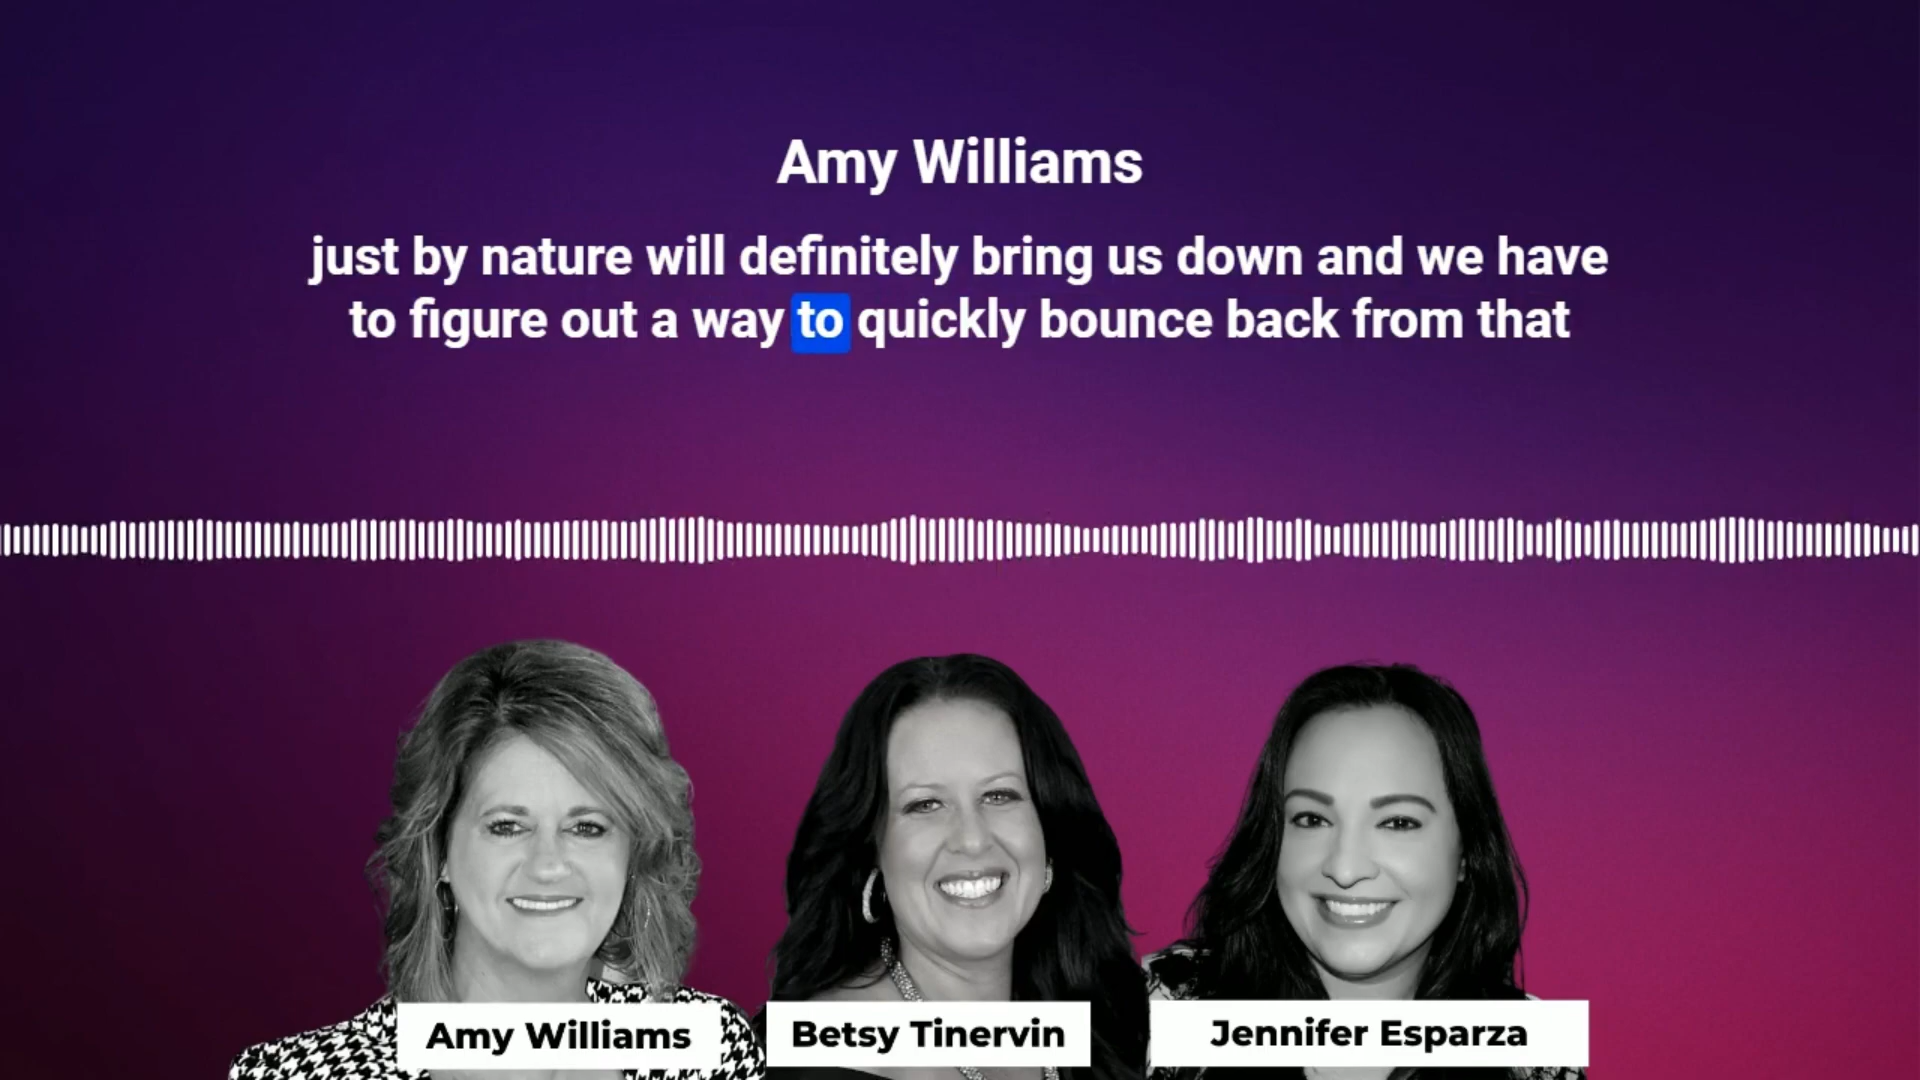 Amy Williams
just by nature will definitely bring us down and we have
to figure out a way to quickly bounce back from that
Amy Williams
Betsy Tinervin
Jennifer Esparza